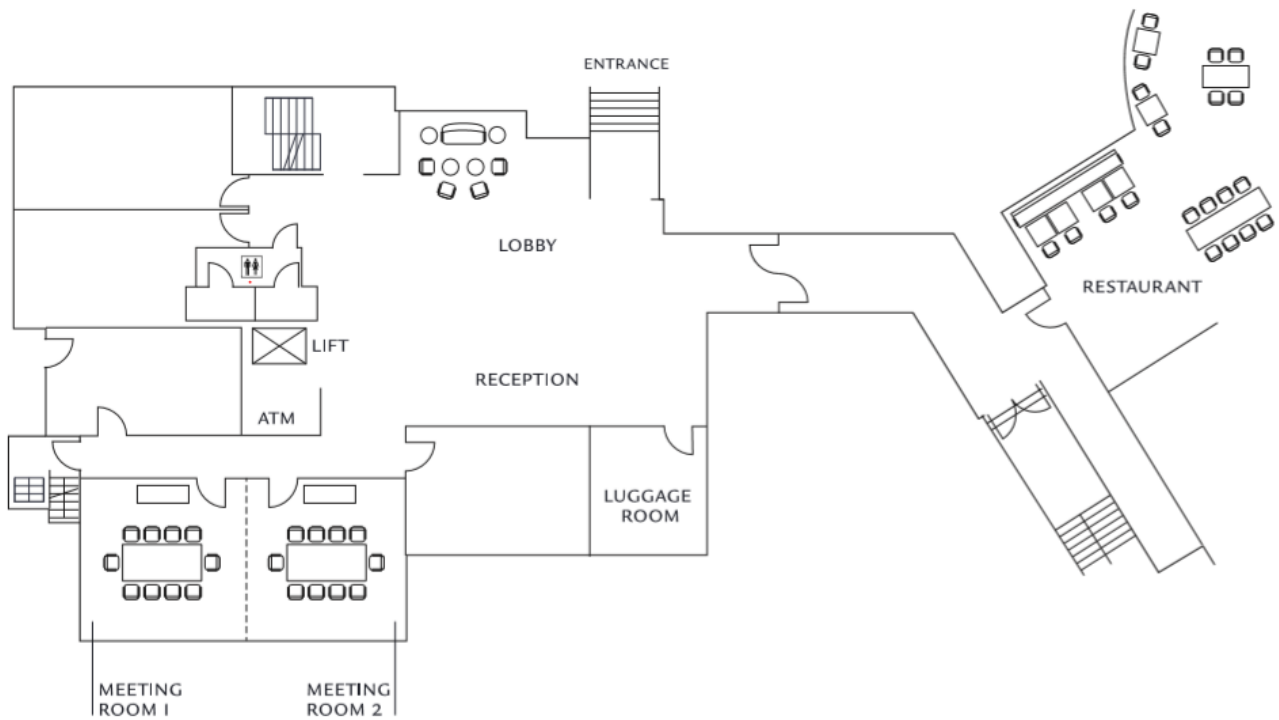 ENTRANCE
LOBBY
RESTAURANT
LIFT
RECEPTION
ATM
LUGGAGE
ROOM
MEETING
ROOM 1
MEETING
ROOM 2